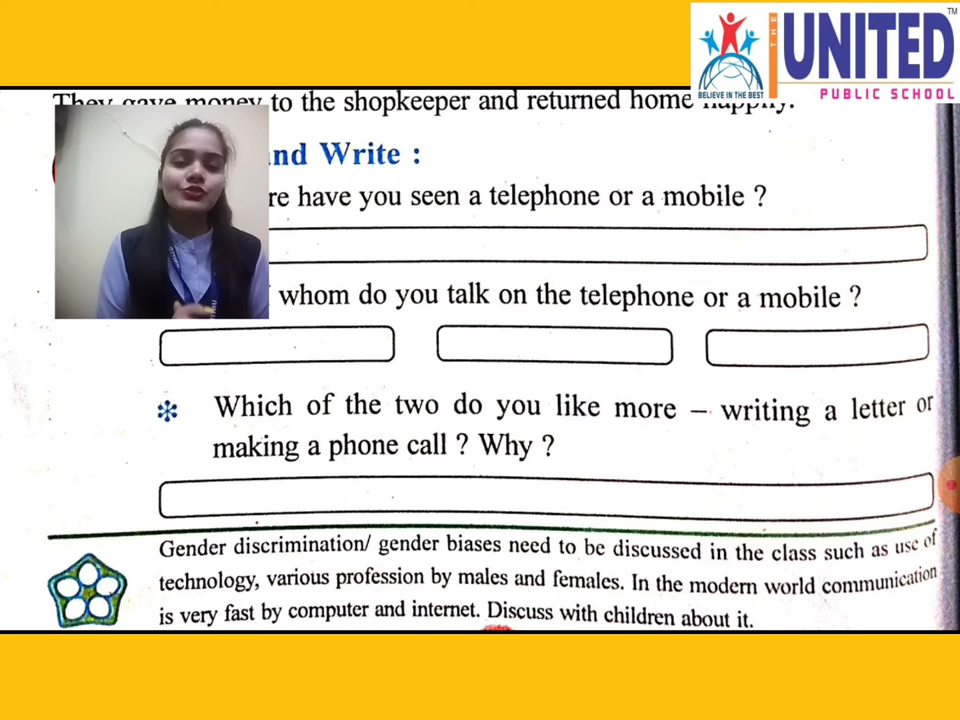 THE UNITED
TM
BELIEVE IN THE BEST
PUBLIC SCHOOL
They gave money to the shopkeeper and returned home happily.
and Write :
have you seen a telephone or a mobile ?
whom do you talk on the telephone or a mobile ?
* Which of the two do you like more – writing a letter or
making a phone call ? Why ?
Gender discrimination/ gender biases need to be discussed in the class such as use of
technology, various profession by males and females. In the modern world communication
is very fast by computer and internet. Discuss with children about it.